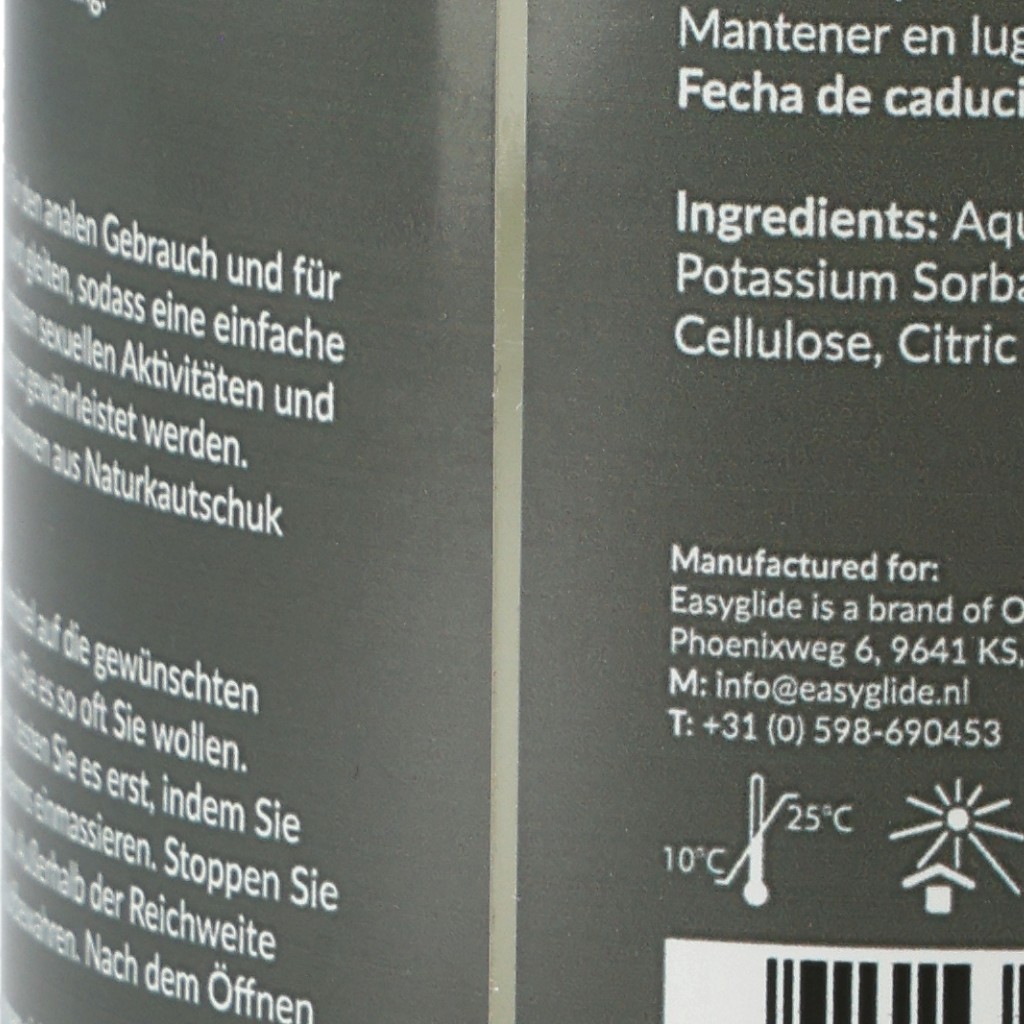 analen Gebrauch und für
gleiten, sodass eine einfache
sexuellen Aktivitäten und
gewährleistet werden.
aus Naturkautschuk
auf die gewünschten
Sie es so oft Sie wollen.
Sie es erst, indem Sie
einmassieren. Stoppen Sie
Außerhalb der Reichweite
Nach dem Öffnen
Mantener en lug
Fecha de caduci
Ingredients: Aqu
Potassium Sorba
Cellulose, Citric
Manufactured for:
Easyglide is a brand of O
Phoenixweg 6, 9641 KS,
M: info@easyglide.nl
T: +31 (0) 598-690453
25°C
10°C